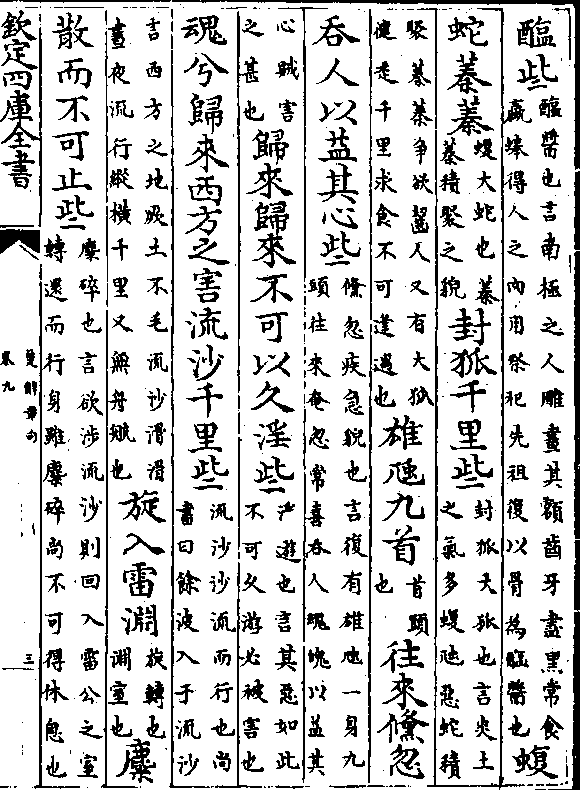 醢些醢醬也言南極之人雕畫其額齒牙盡黑常食蠃蜯得人之肉用祭祀先祖復以骨為醢醬也蝮
蛇蓁蓁蝮大蛇也蓁蓁積聚之貌封狐千里些封狐大狐也言炎土之氣多蝮虺惡蛇積
聚蓁蓁爭欲齧人又有大狐健走千里求食不可逢遇也雄虺九首首頭也往來儵忽
吞人以益其心些儵忽疾急貌也言復有雄虺一身九頭往來奄忽常喜吞人魂魄以益其
心賊害之甚也歸來歸來不可以久淫些淫遊也言其惡如此不可久遊必被害也
魂兮歸來西方之害流沙千里些流沙沙流而行也尚書曰餘波入于流沙
言西方之地厥土不毛流沙滑滑晝夜流行縱橫千里又無舟航也旋入雷淵旋轉也淵室也麋
散而不可止些麋碎也言欲涉流沙則回入雷公之室轉還而行身雖麋碎尚不可得休息也
欽定四庫全書
楚辭章句
卷九
三